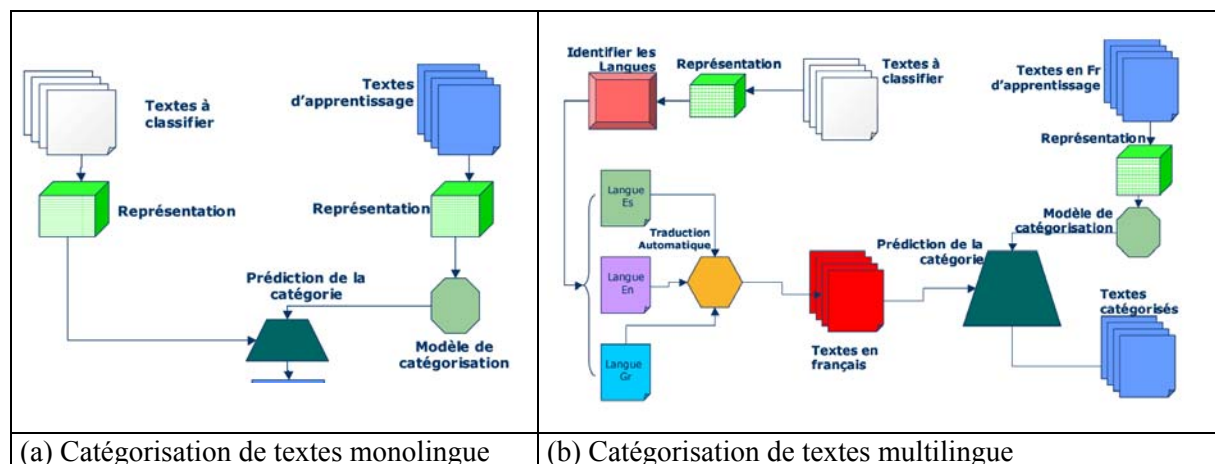 Textes à
classifier
Textes
d'apprentissage
Représentation
Représentation
Prédiction de la
catégorie
Modèle de
catégorisation
(a) Catégorisation de textes monolingue
Identifier les
Langues
Représentation
Textes à
classifier
Textes en Fr
d'apprentissage
Représentation
Langue
Es
Traduction
Automatique
Modèle de
catégorisation
Prédiction de la
catégorie
Langue
En
Textes
catégorisés
Langue
Gr
Textes en
français
(b) Catégorisation de textes multilingue